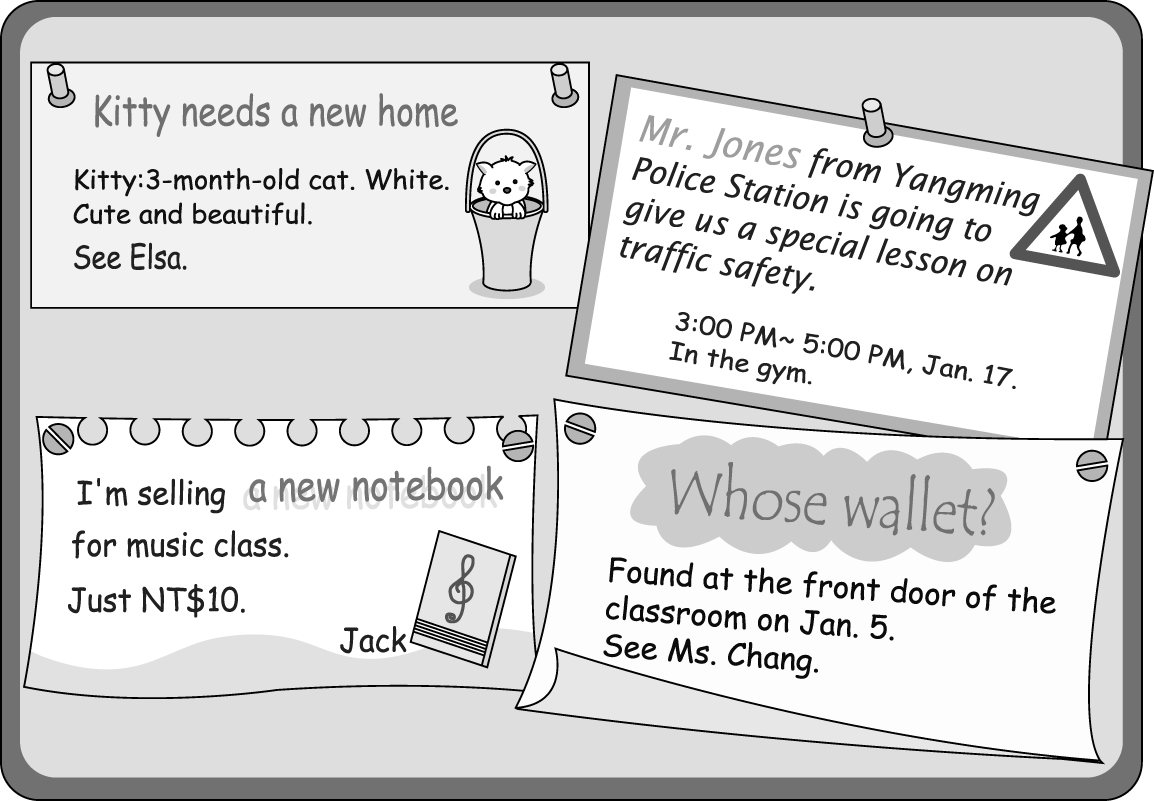 Kitty needs a new home
Kitty:3-month-old cat. White.
Cute and beautiful.
See Elsa.
Mr. Jones from Yangming
Police Station is going to
give us a special lesson on
traffic safety.
3:00 PM~ 5:00 PM, Jan. 17.
In the gym.
I'm selling a new notebook
for music class.
Just NT$10.
Jack
Whose wallet?
Found at the front door of the
classroom on Jan. 5.
See Ms. Chang.